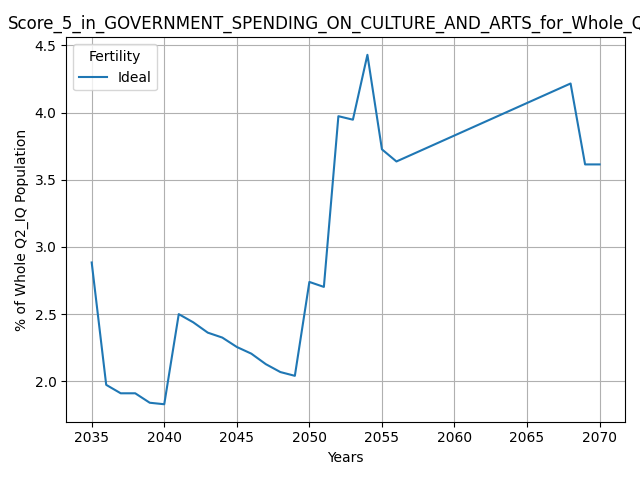 Score_5_in_GOVERNMENT_SPENDING_ON_CULTURE_AND_ARTS_for_Whole_Q
Fertility
Ideal
4.5
4.0
3.5
3.0
2.5
2.0
% of Whole Q2_IQ Population
2035 2040 2045 2050 2055 2060 2065 2070
Years